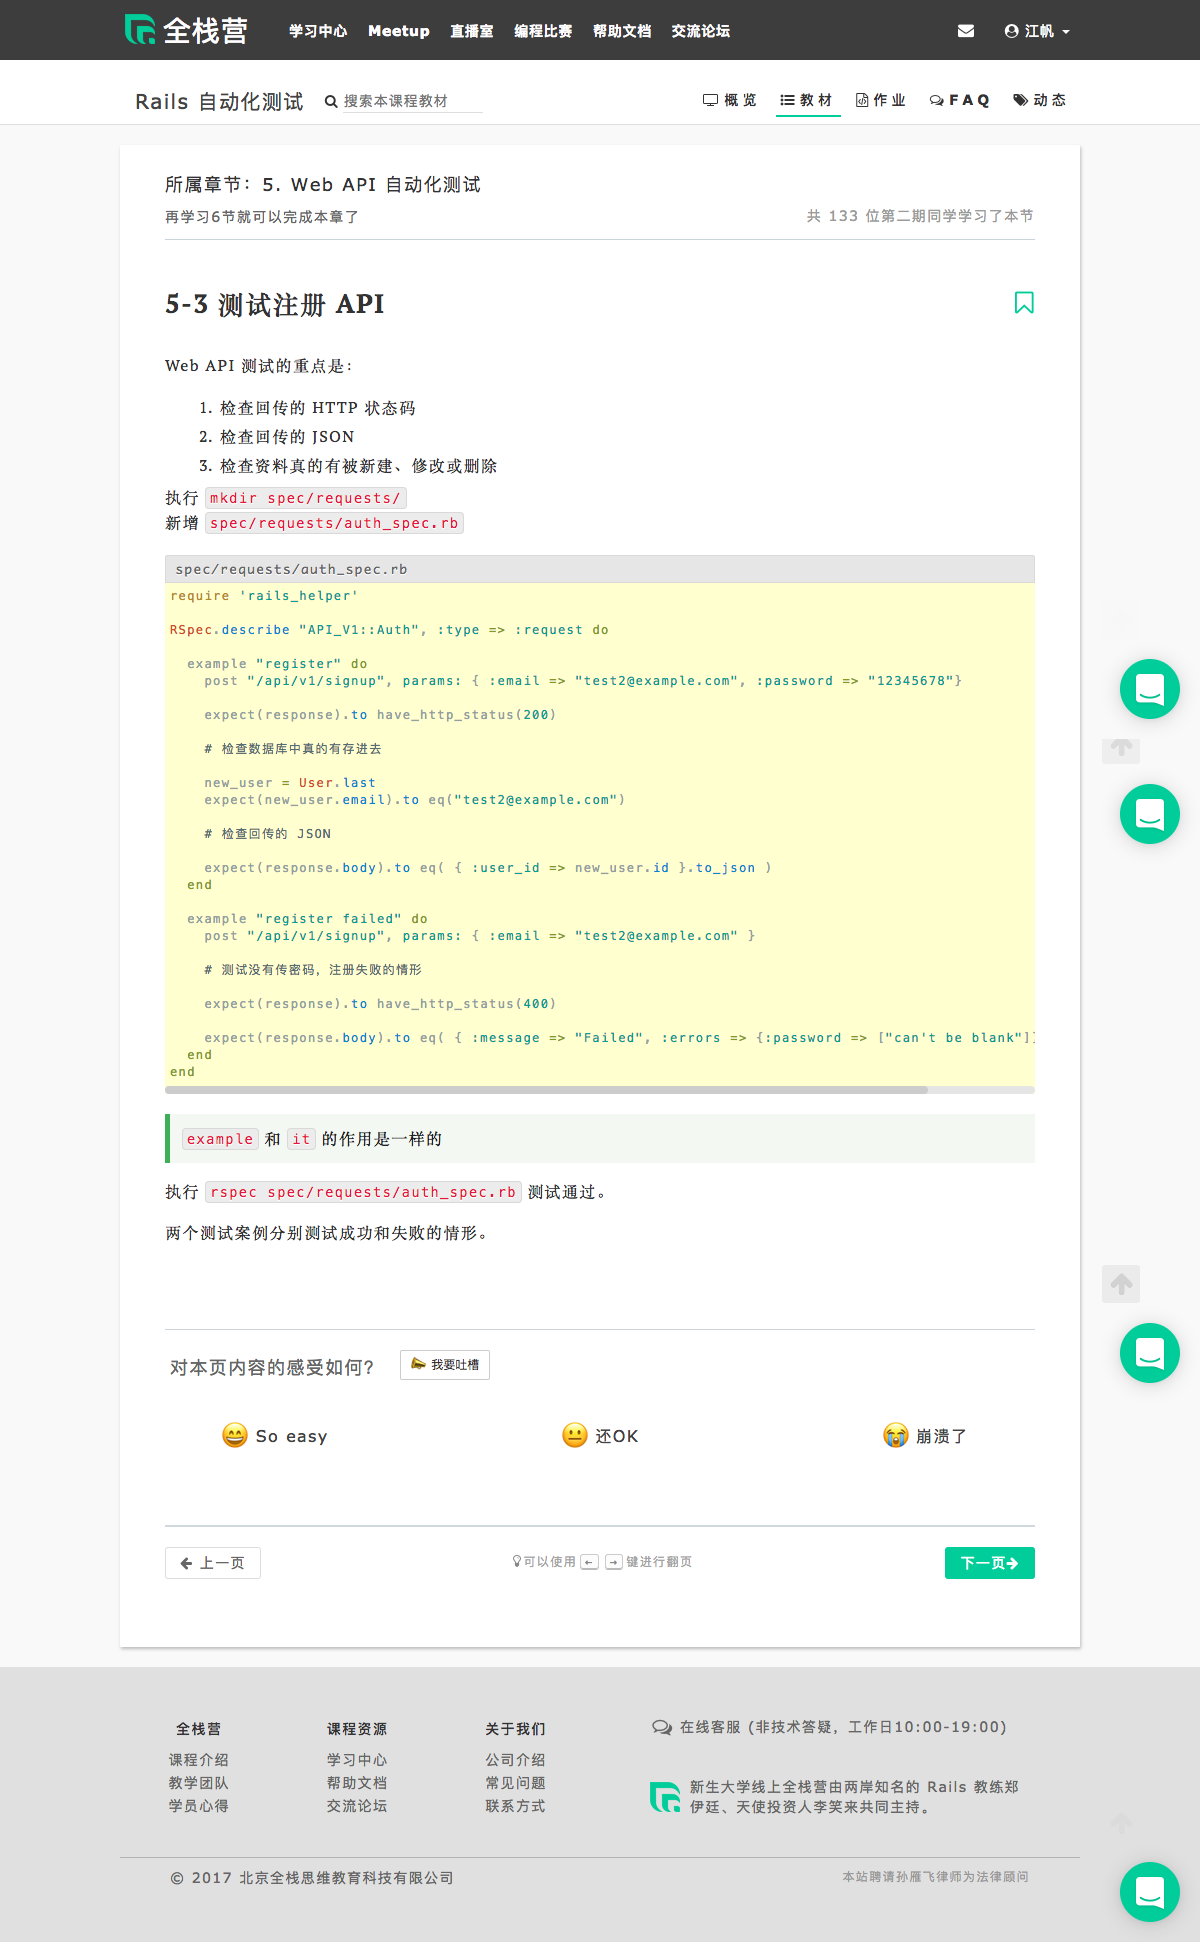 全栈营 学习中心 Meetup 直播室 编程比赛 帮助文档 交流论坛 江帆
Rails 自动化测试 搜索本课程教材 概览 教材 作业 FAQ 动态
所属章节：5. Web API 自动化测试
再学习6节就可以完成本章了 共 133 位第二期同学学习了本节
5-3 测试注册 API
Web API 测试的重点是：
1. 检查回传的 HTTP 状态码
2. 检查回传的 JSON
3. 检查资料真的有被新建、修改或删除
执行 mkdir spec/requests/
新增 spec/requests/auth_spec.rb
spec/requests/auth_spec.rb
require 'rails_helper'
RSpec.describe "API_V1::Auth", :type => :request do
example "register" do
post "/api/v1/signup", params: { :email => "test2@example.com", :password => "12345678"}
expect(response).to have_http_status(200)
# 检查数据库中真的有存进去
new_user = User.last
expect(new_user.email).to eq("test2@example.com")
# 检查回传的 JSON
expect(response.body).to eq( { :user_id => new_user.id }.to_json )
end
example "register failed" do
post "/api/v1/signup", params: { :email => "test2@example.com" }
# 测试没有传密码，注册失败的情形
expect(response).to have_http_status(400)
expect(response.body).to eq( { :message => "Failed", :errors => {:password => ["can't be blank"]}
end
end
example 和 it 的作用是一样的
执行 rspec spec/requests/auth_spec.rb 测试通过。
两个测试案例分别测试成功和失败的情形。
对本页内容的感受如何？ 我要吐槽
So easy 还OK 崩溃了
上一页 可以使用 ← → 键进行翻页 下一页
全栈营 课程资源 关于我们 在线客服 (非技术答疑，工作日10:00-19:00)
课程介绍 学习中心 公司介绍
教学团队 帮助文档 常见问题 新生大学线上全栈营由两岸知名的 Rails 教练郑
学员心得 交流论坛 联系方式 伊廷、天使投资人李笑来共同主持。
© 2017 北京全栈思维教育科技有限公司 本站聘请孙雁飞律师为法律顾问